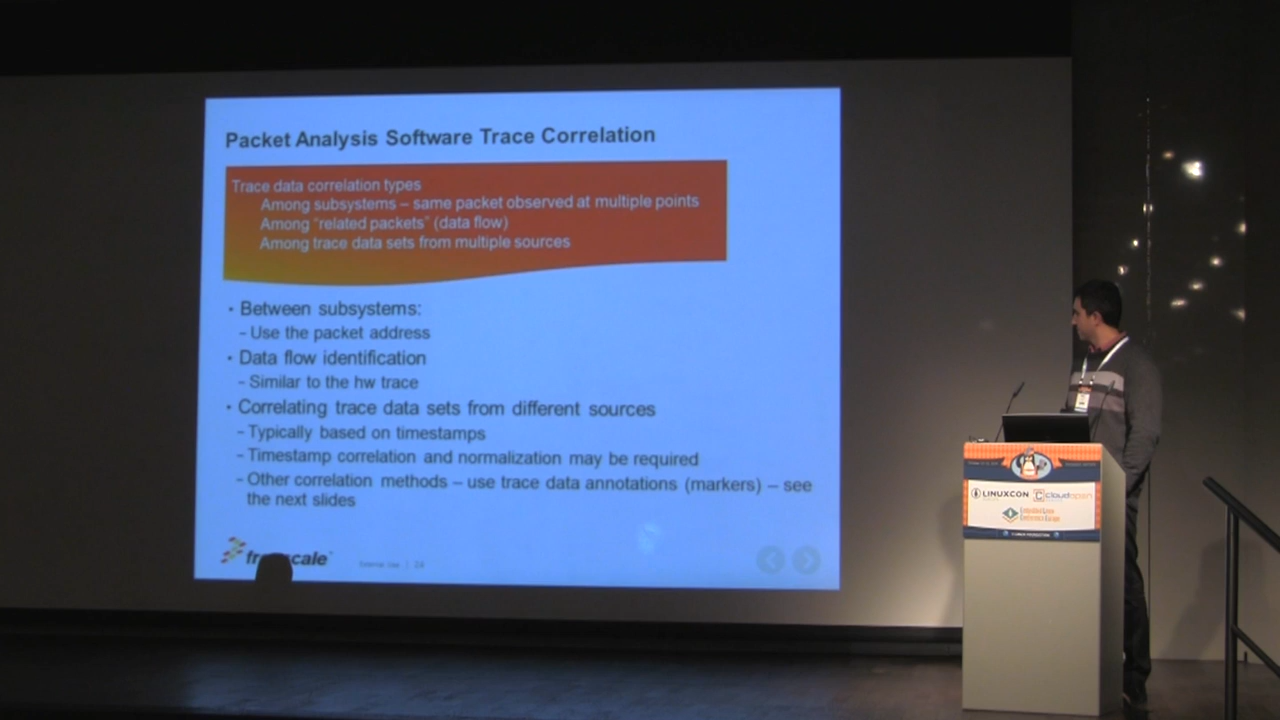 Packet Analysis Software Trace Correlation
Trace data correlation types
Among subsystems – same packet observed at multiple points
Among “related packets” (data flow)
Among trace data sets from multiple sources
• Between subsystems:
– Use the packet address
• Data flow identification
– Similar to the hw trace
• Correlating trace data sets from different sources
– Typically based on timestamps
– Timestamp correlation and normalization may be required
– Other correlation methods – use trace data annotations (markers) – see
the next slides
LINUXCON
cloudopen